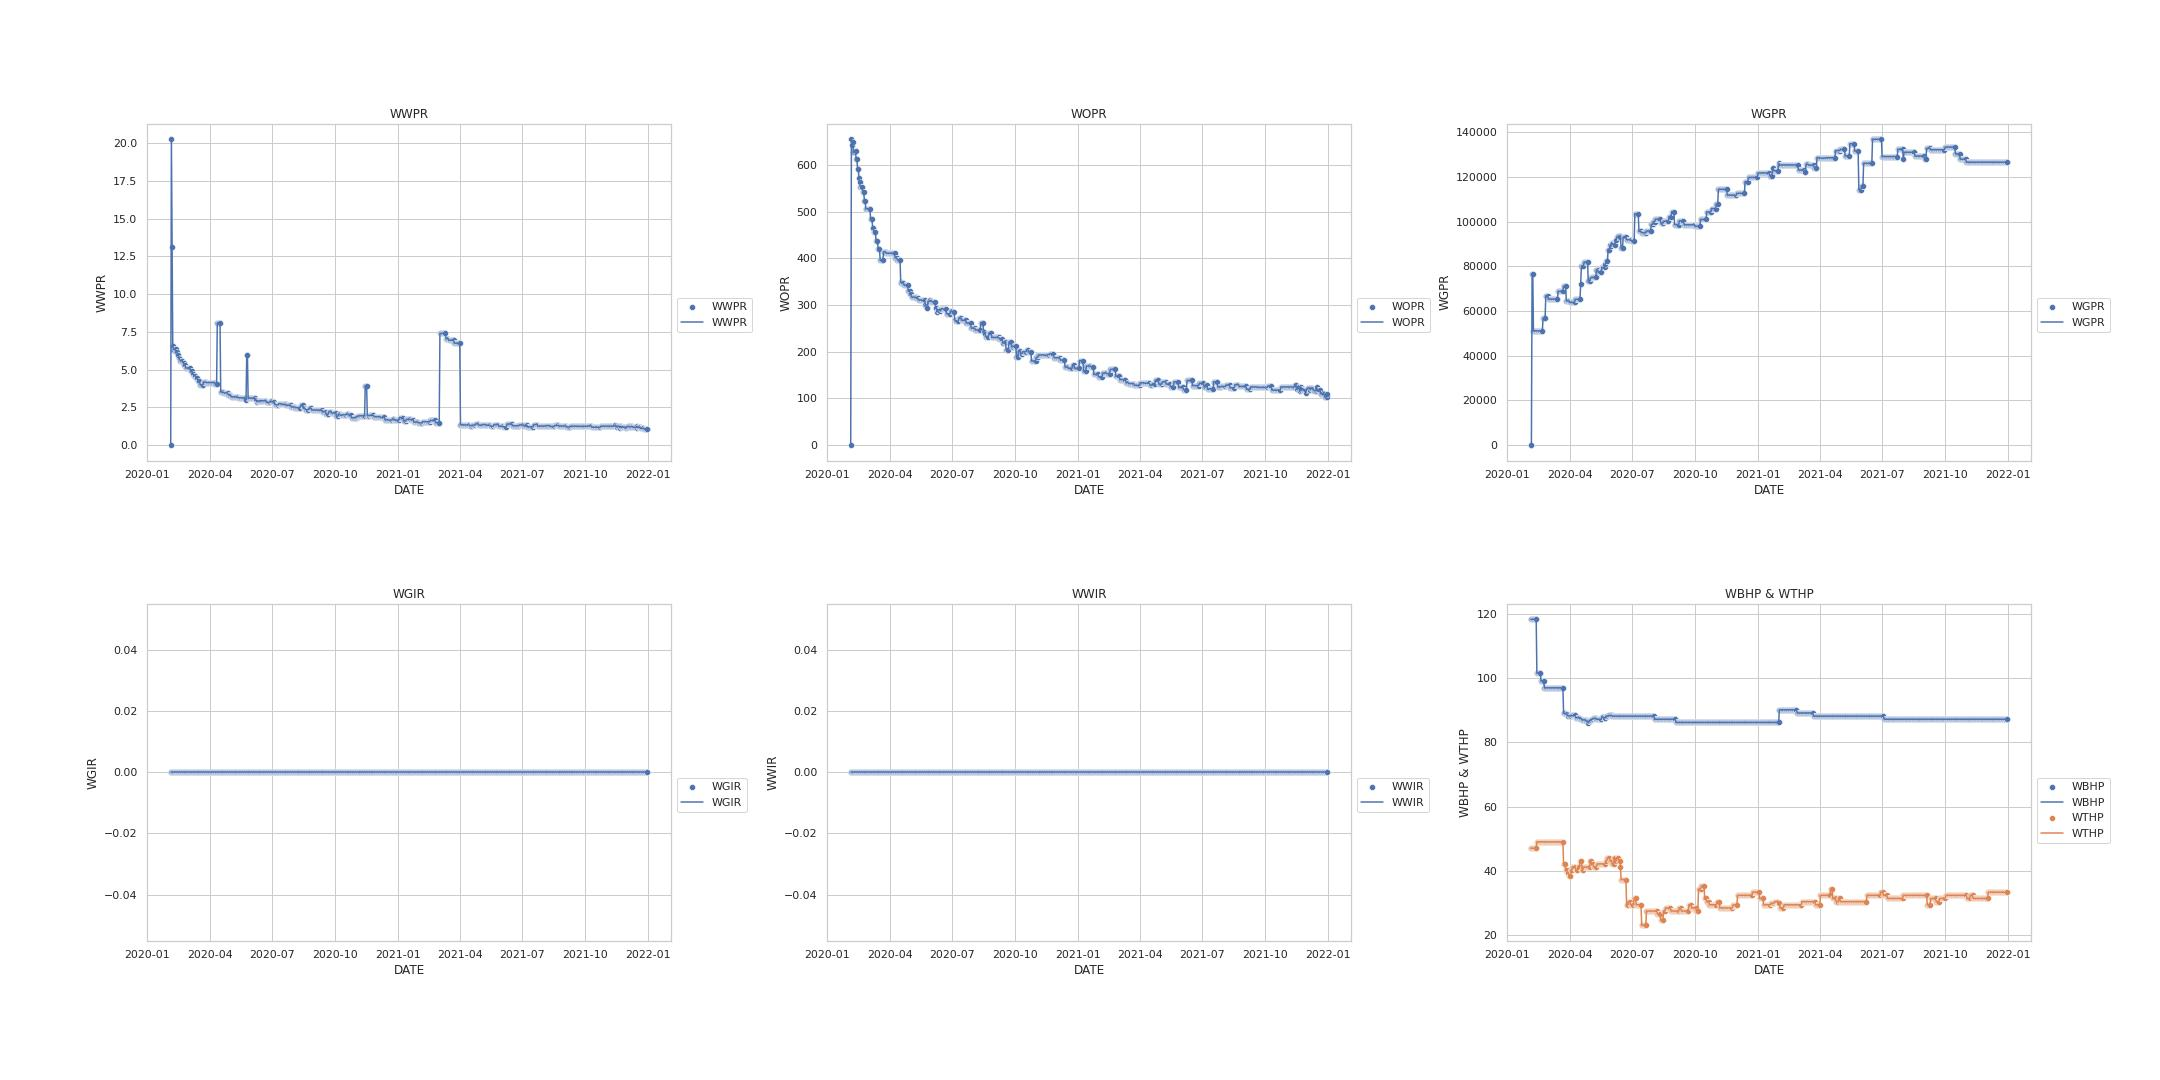 WWPR
WWPR
20.0
17.5
15.0
12.5
10.0
7.5
5.0
2.5
0.0
2020-01 2020-04 2020-07 2020-10 2021-01 2021-04 2021-07 2021-10 2022-01
DATE
WWPR
WWPR
WOPR
WOPR
600
500
400
300
200
100
0
2020-01 2020-04 2020-07 2020-10 2021-01 2021-04 2021-07 2021-10 2022-01
DATE
WOPR
WOPR
WGPR
WGPR
140000
120000
100000
80000
60000
40000
20000
0
2020-01 2020-04 2020-07 2020-10 2021-01 2021-04 2021-07 2021-10 2022-01
DATE
WGPR
WGPR
WGIR
WGIR
0.04
0.02
0.00
−0.02
−0.04
2020-01 2020-04 2020-07 2020-10 2021-01 2021-04 2021-07 2021-10 2022-01
DATE
WGIR
WGIR
WWIR
WWIR
0.04
0.02
0.00
−0.02
−0.04
2020-01 2020-04 2020-07 2020-10 2021-01 2021-04 2021-07 2021-10 2022-01
DATE
WWIR
WWIR
WBHP & WTHP
WBHP & WTHP
120
100
80
60
40
20
2020-01 2020-04 2020-07 2020-10 2021-01 2021-04 2021-07 2021-10 2022-01
DATE
WBHP
WBHP
WTHP
WTHP